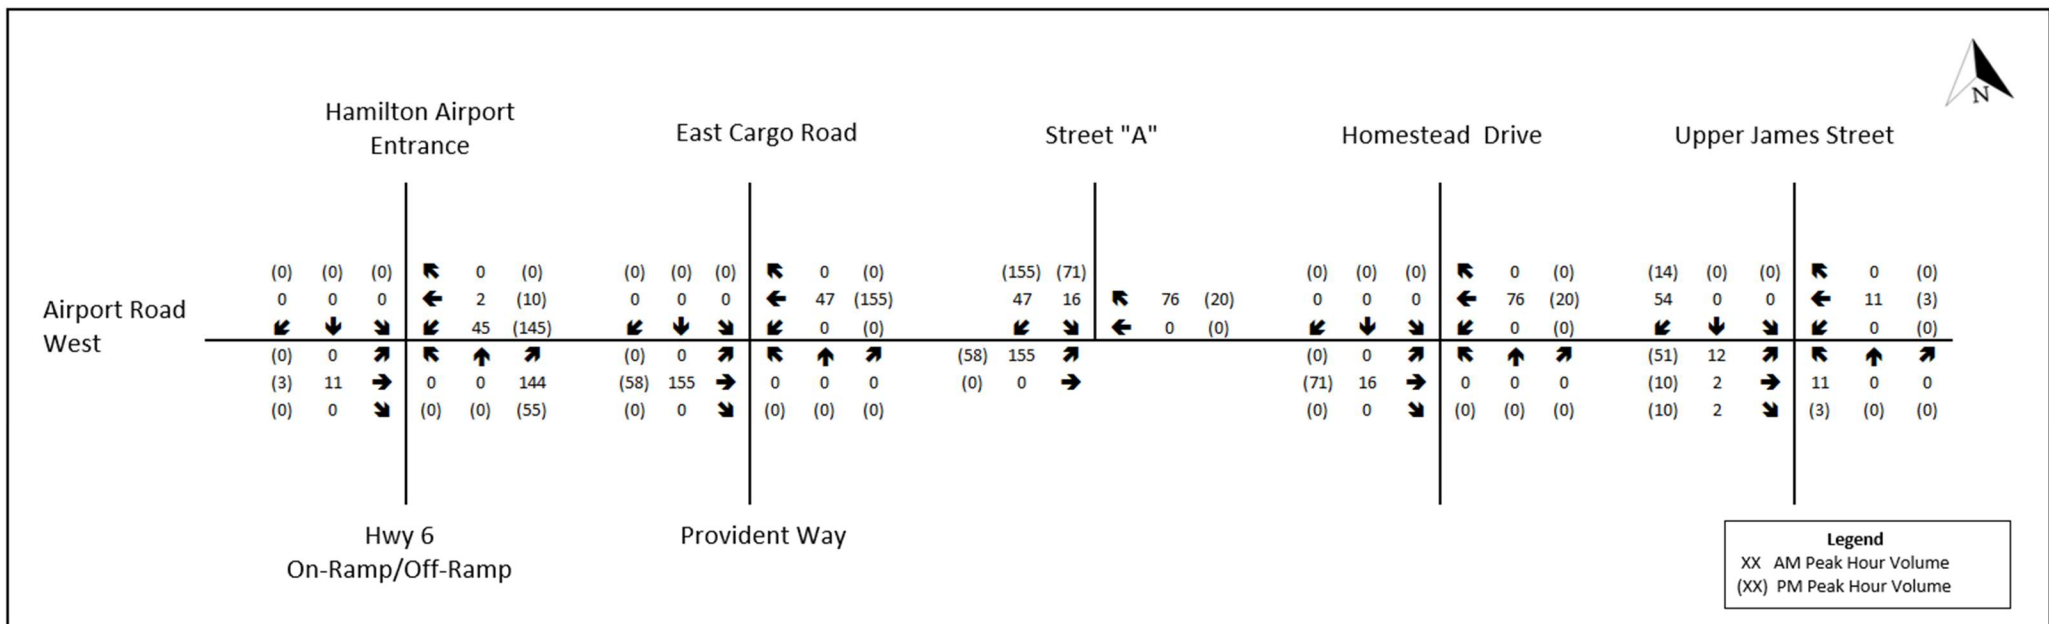 N
Hamilton Airport
Entrance
East Cargo Road
Street "A"
Homestead Drive
Upper James Street
Airport Road
West
(0) (0) (0) 0 (0) (0) (0) (0) 0 (0) (155) (71) (0) (0) (0) 0 (0) (14) (0) (0) 0 (0)
0 0 0 2 (10) 0 0 0 47 (155) 47 16 76 (20) 0 0 0 76 (20) 54 0 0 11 (3)
45 (145) 0 (0) 0 (0) 0 (0) 0 (0)
(0) 0 (0) 0 (58) 155 (0) 0 (51) 12
(3) 11 0 0 144 (58) 155 0 0 0 (0) 0 (71) 16 0 0 0 (10) 2 11 0 0
(0) 0 (0) (0) (55) (0) 0 (0) (0) (0) (0) 0 (0) (0) (0) (10) 2 (3) (0) (0)
Hwy 6
On-Ramp/Off-Ramp
Provident Way
Legend
XX AM Peak Hour Volume
(XX) PM Peak Hour Volume